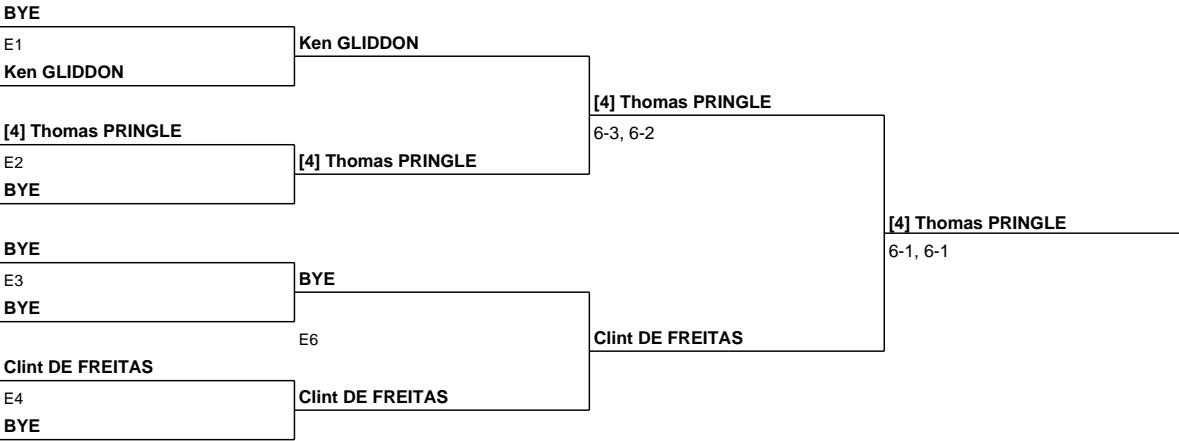 BYE
E1
Ken GLIDDON
[4] Thomas PRINGLE
E2
BYE
BYE
E3
BYE
Clint DE FREITAS
E4
BYE
Ken GLIDDON
[4] Thomas PRINGLE
BYE
E6
Clint DE FREITAS
[4] Thomas PRINGLE
6-3, 6-2
Clint DE FREITAS
[4] Thomas PRINGLE
6-1, 6-1